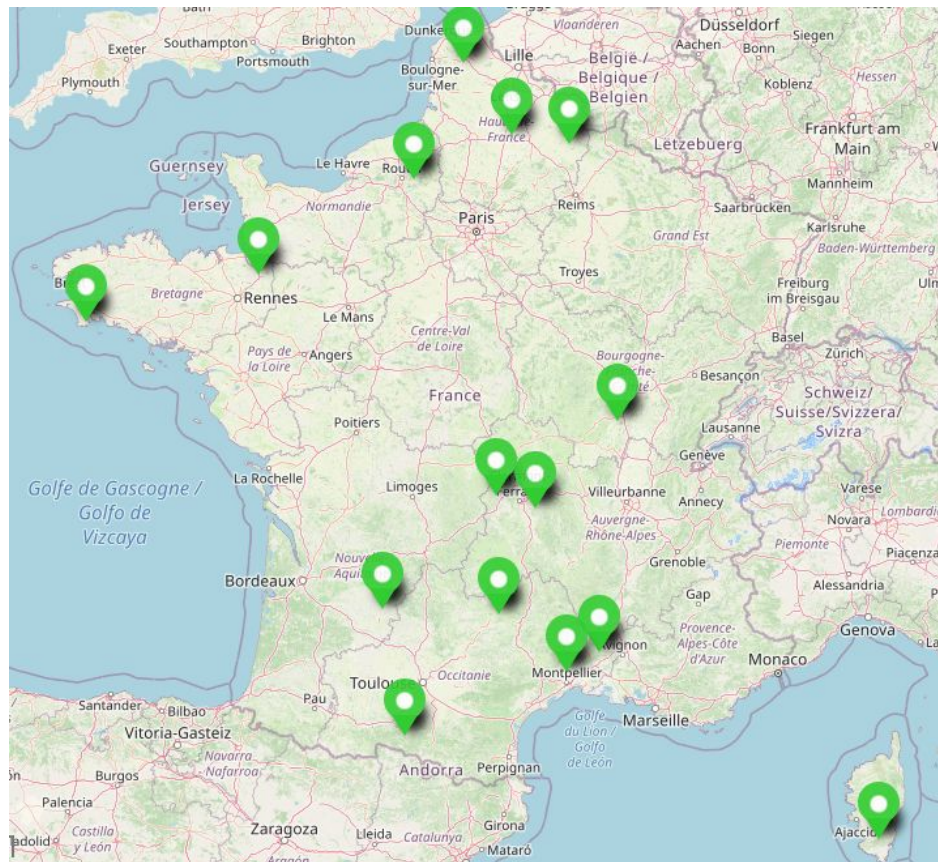 Bath
Southampton
Brighton
Exeter
Portsmouth
Plymouth
Dunke
Lille
Vlaanderen
Düsseldorf
Siegen
Aachen
Bonn
België /
Belgique /
Belgien
Koblenz
Hessen
Boulogne-
sur-Mer
France
Frankfurt am
Main
Lëtzebuerg
Guernsey
Le Havre
Mannheim
Jersey
Normandie
Paris
Reims
Saarbrücken
Karlsruhe
Grand Est
Baden-Württemberg
Bretagne
Rennes
Troyes
Freiburg
im Breisgau
Le Mans
Centre-Val
de Loire
Basel
Zürich
Pays de
la Loire
Angers
Bourgogne-
Besançon
France
Schweiz/
Suisse/Svizzera/
Svizra
Poitiers
Lausanne
Genève
La Rochelle
Limoges
Villeurbanne
Annecy
Varese
Golfe de Gascogne /
Golfo de
Vizcaya
Auvergne-
Rhône-Alpes
Novara
Piemonte
Piacenza
Bordeaux
Grenoble
Gap
Alessandria
Provence-
Alpes-Côte
d'Azur
Genova
Montpellier
Monaco
Toulouse
Occitanie
Pau
Marseille
Santander
Bilbao
Vitoria-Gasteiz
Golfe
du Lion /
Golfo
de León
Navarra -
Nafarroa
Andorra
Perpignan
Burgos
Palencia
Castilla
y León
Zaragoza
Lleida
Girona
Catalunya
Mataró
Aragón